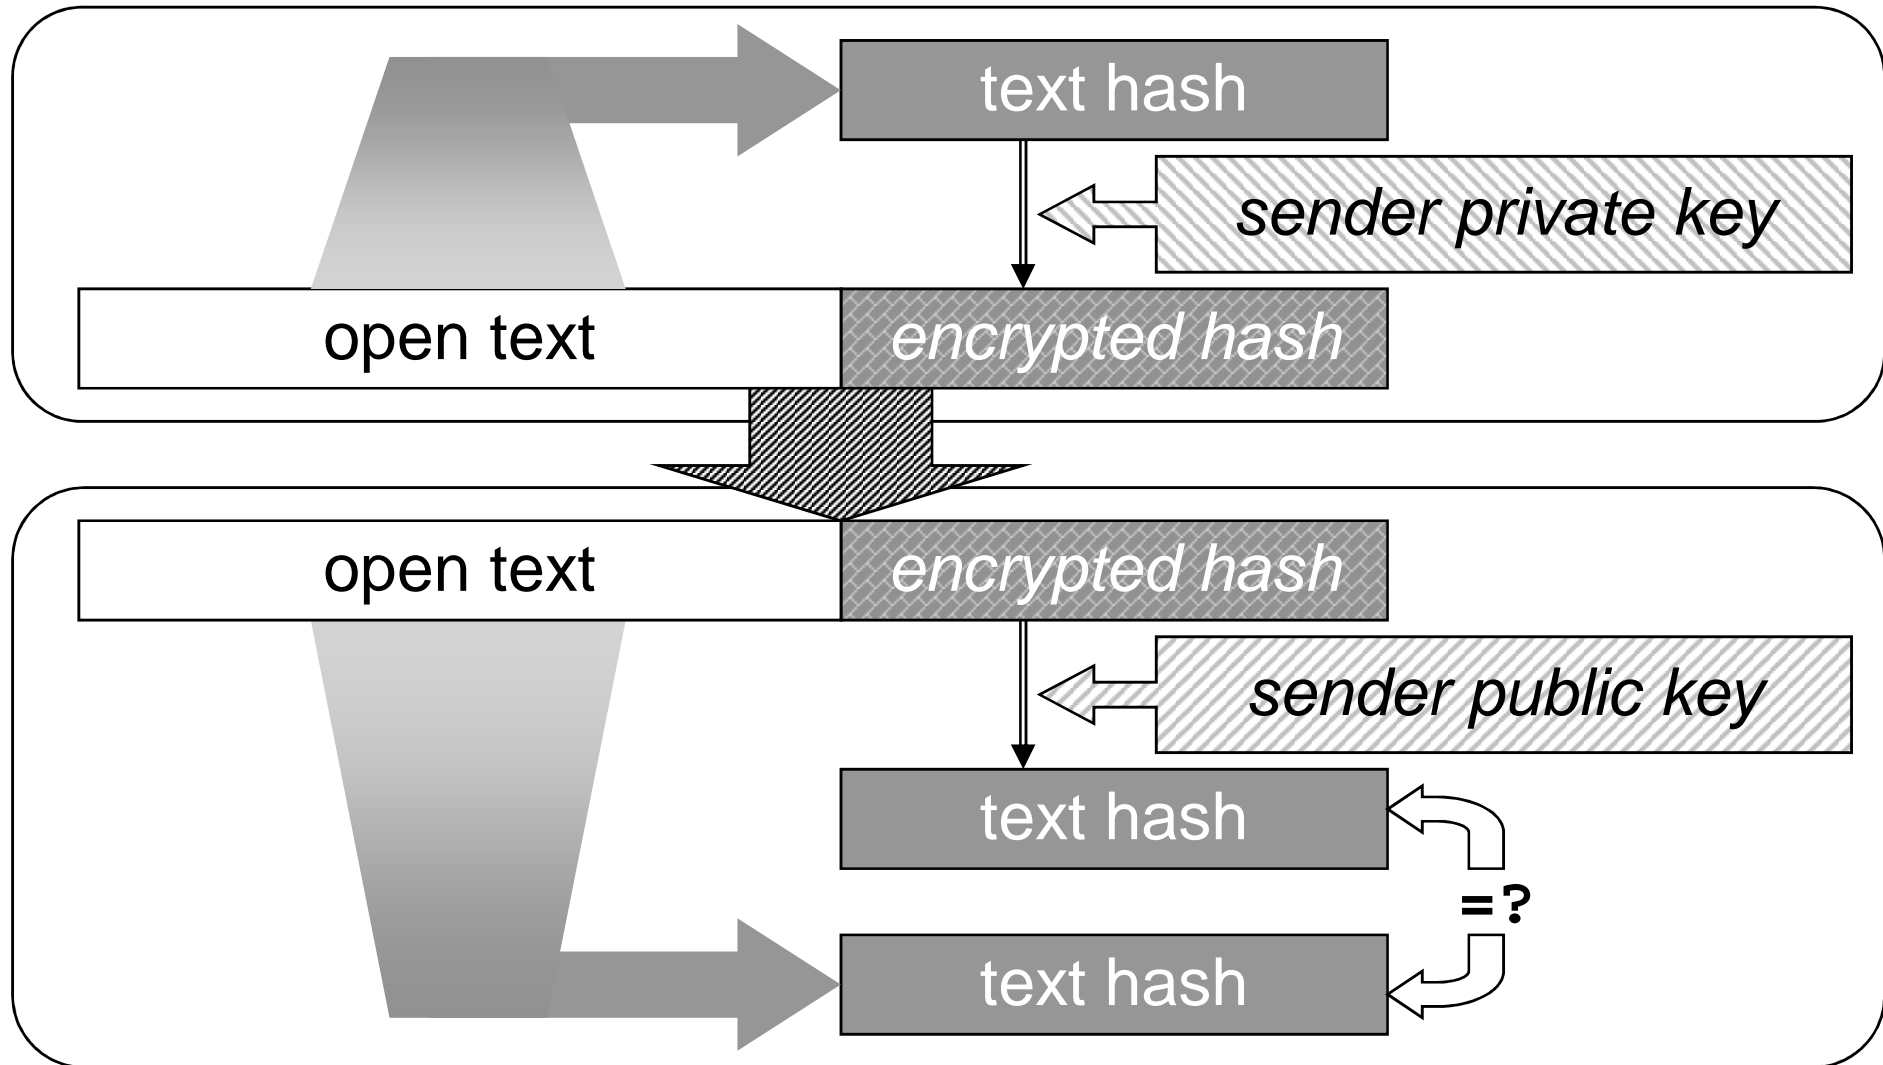 text hash
sender private key
open text
encrypted hash
open text
encrypted hash
sender public key
text hash
=?
text hash